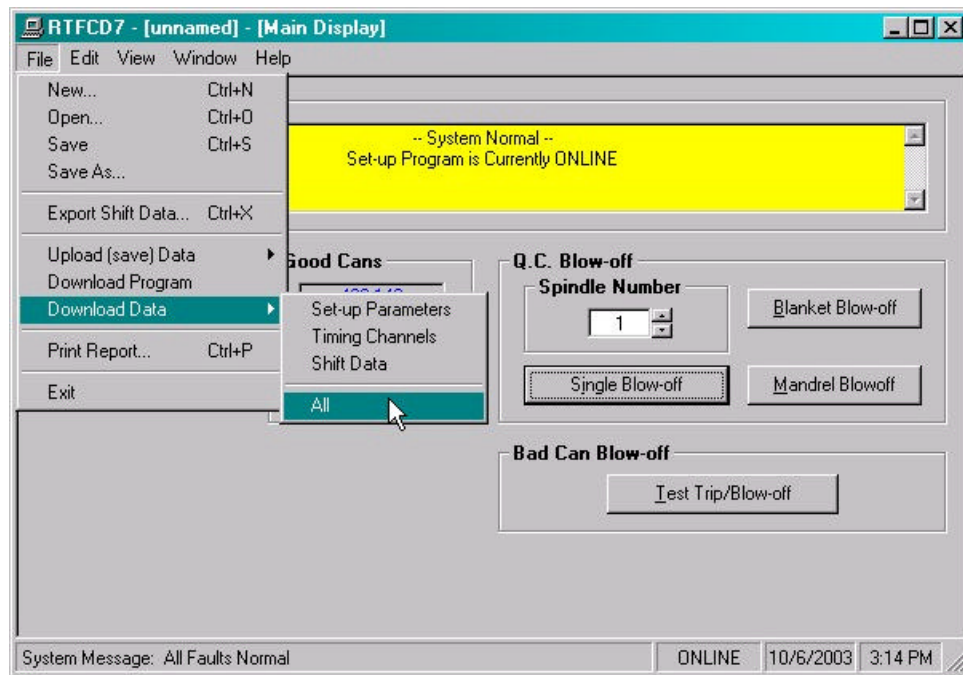 RTFCD7 - [unnamed] - [Main Display]
File Edit View Window Help
New... Ctrl+N
Open... Ctrl+O
Save Ctrl+S
Save As...
Export Shift Data... Ctrl+X
Upload (save) Data
Download Program
Download Data
Print Report... Ctrl+P
Exit
Set-up Parameters
Timing Channels
Shift Data
All
-- System Normal --
Set-up Program is Currently ONLINE
Good Cans
Q.C. Blow-off
Spindle Number
1
Blanket Blow-off
Single Blow-off
Mandrel Blowoff
Bad Can Blow-off
Test Trip/Blow-off
System Message: All Faults Normal
ONLINE
10/6/2003
3:14 PM